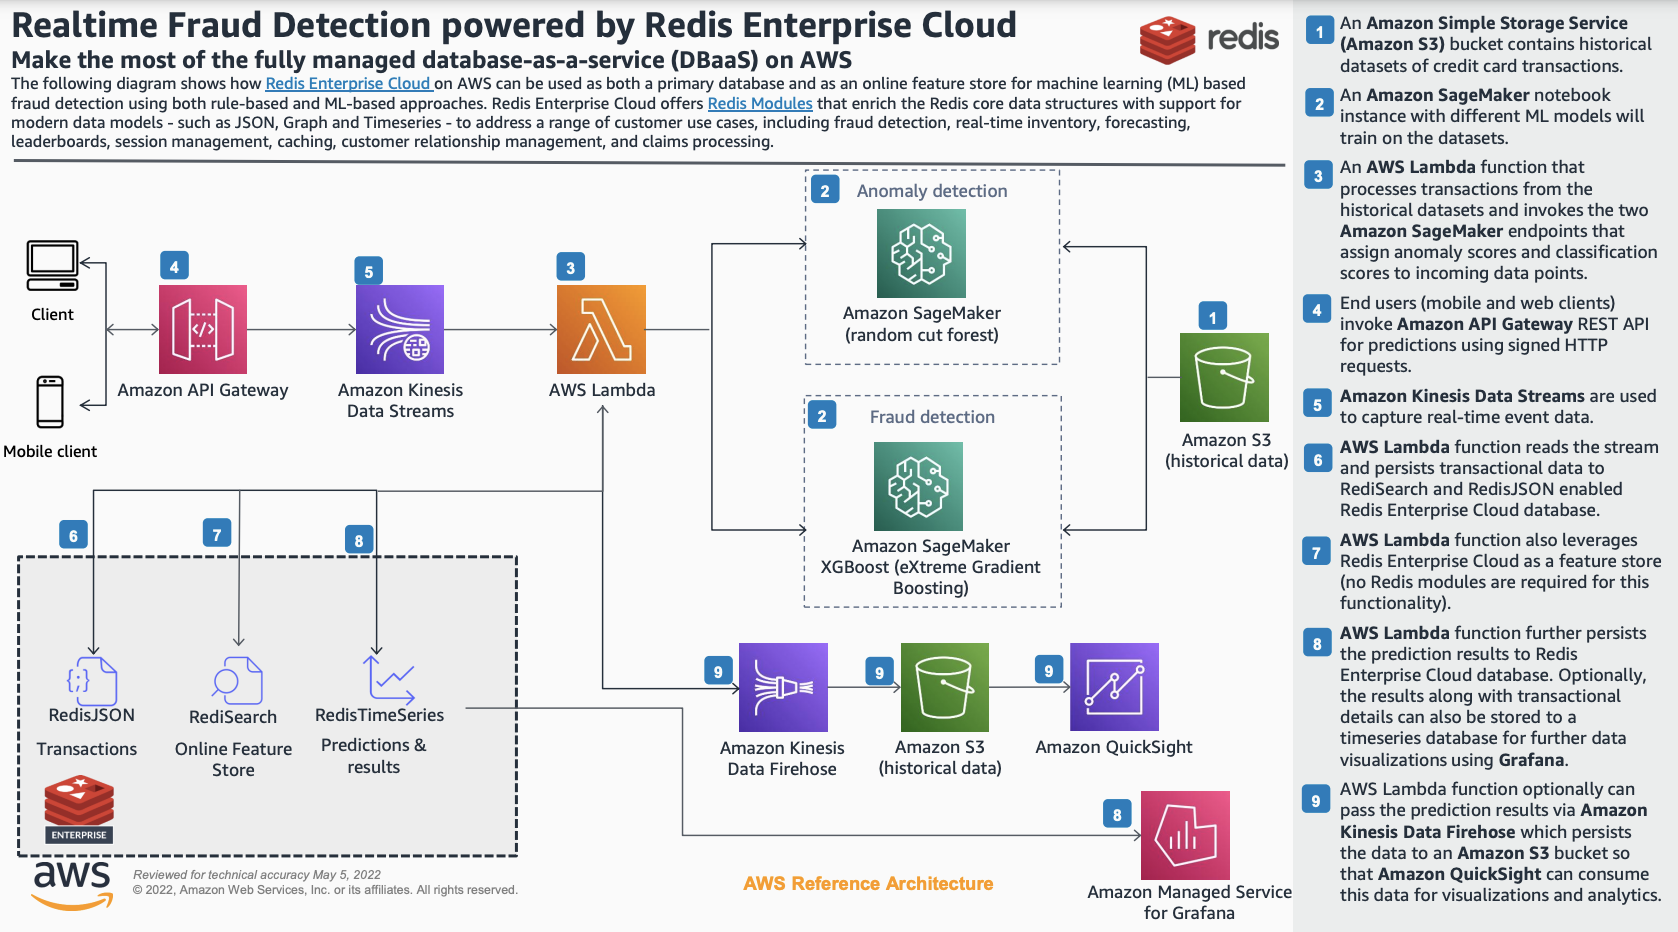 Realtime Fraud Detection powered by Redis Enterprise Cloud
Make the most of the fully managed database-as-a-service (DBaaS) on AWS
The following diagram shows how Redis Enterprise Cloud on AWS can be used as both a primary database and as an online feature store for machine learning (ML) based
fraud detection using both rule-based and ML-based approaches. Redis Enterprise Cloud offers Redis Modules that enrich the Redis core data structures with support for
modern data models - such as JSON, Graph and Timeseries - to address a range of customer use cases, including fraud detection, real-time inventory, forecasting,
leaderboards, session management, caching, customer relationship management, and claims processing.
redis
Client
Mobile client
4
Amazon API Gateway
5
Amazon Kinesis
Data Streams
3
AWS Lambda
2
Anomaly detection
Amazon SageMaker
(random cut forest)
2
Fraud detection
Amazon SageMaker
XGBoost (eXtreme Gradient
Boosting)
1
Amazon S3
(historical data)
6
7
8
RedisJSON
Transactions
RediSearch
Online Feature
Store
RedisTimeSeries
Predictions &
results
ENTERPRISE
9
Amazon Kinesis
Data Firehose
9
Amazon S3
(historical data)
9
Amazon QuickSight
8
Amazon Managed Service
for Grafana
aws
Reviewed for technical accuracy May 5, 2022
© 2022, Amazon Web Services, Inc. or its affiliates. All rights reserved.
AWS Reference Architecture
1
An Amazon Simple Storage Service
(Amazon S3) bucket contains historical
datasets of credit card transactions.
2
An Amazon SageMaker notebook
instance with different ML models will
train on the datasets.
3
An AWS Lambda function that
processes transactions from the
historical datasets and invokes the two
Amazon SageMaker endpoints that
assign anomaly scores and classification
scores to incoming data points.
4
End users (mobile and web clients)
invoke Amazon API Gateway REST API
for predictions using signed HTTP
requests.
5
Amazon Kinesis Data Streams are used
to capture real-time event data.
6
AWS Lambda function reads the stream
and persists transactional data to
RediSearch and RedisJSON enabled
Redis Enterprise Cloud database.
7
AWS Lambda function also leverages
Redis Enterprise Cloud as a feature store
(no Redis modules are required for this
functionality).
8
AWS Lambda function further persists
the prediction results to Redis
Enterprise Cloud database. Optionally,
the results along with transactional
details can also be stored to a
timeseries database for further data
visualizations using Grafana.
9
AWS Lambda function optionally can
pass the prediction results via Amazon
Kinesis Data Firehose which persists
the data to an Amazon S3 bucket so
that Amazon QuickSight can consume
this data for visualizations and analytics.